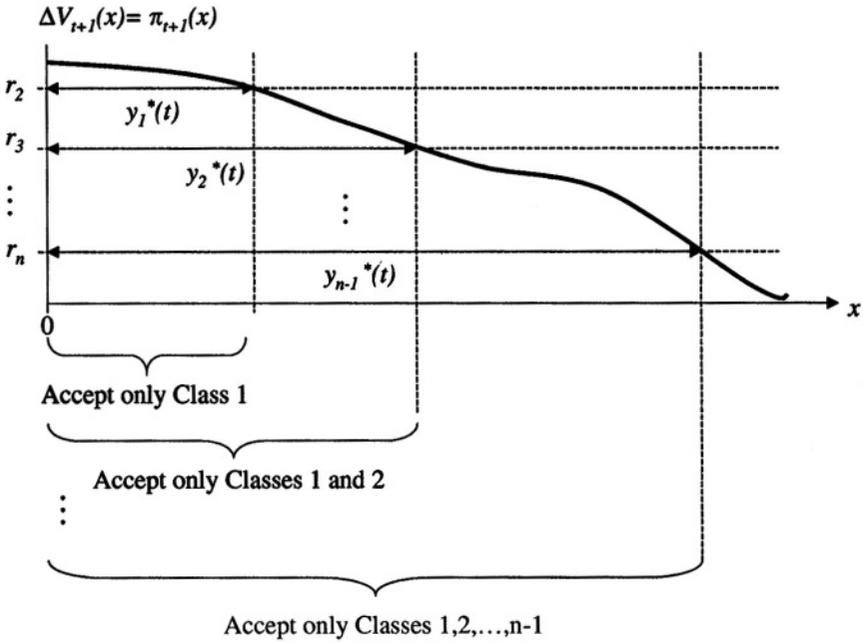 ΔV_{t+1}(x)= π_{t+1}(x)
r_2
y_1*(t)
r_3
y_2*(t)
⋮
⋮
r_n
y_{n-1}*(t)
x
0
Accept only Class 1
Accept only Classes 1 and 2
⋮
Accept only Classes 1,2,…,n-1